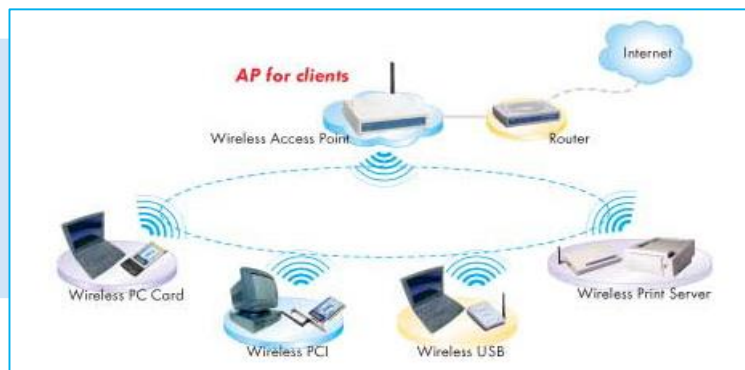 Internet
AP for clients
Wireless Access Point
Router
Wireless PC Card
Wireless Print Server
Wireless PCI
Wireless USB